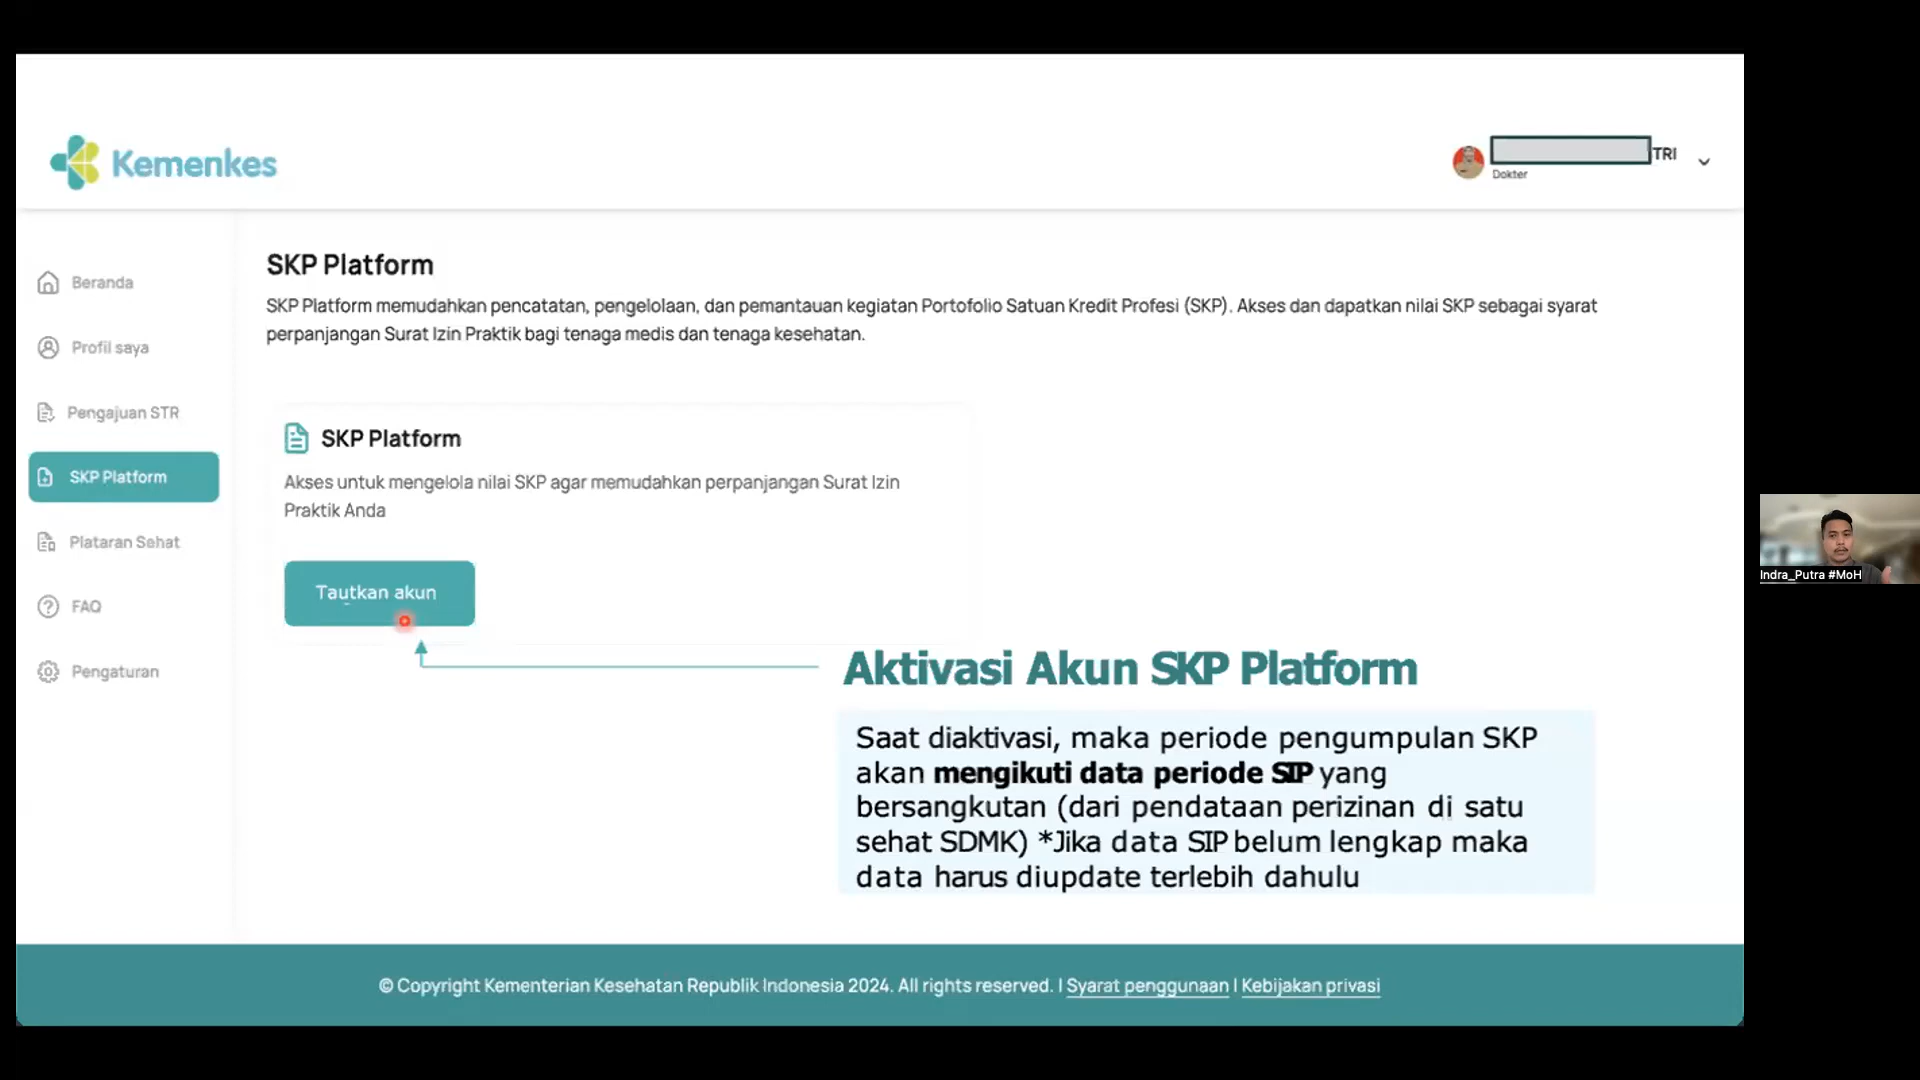 Kemenkes
TRI
Dokter
Beranda
Profil saya
Pengajuan STR
SKP Platform
Plataran Sehat
FAQ
Pengaturan
SKP Platform
SKP Platform memudahkan pencatatan, pengelolaan, dan pemantauan kegiatan Portofolio Satuan Kredit Profesi (SKP). Akses dan dapatkan nilai SKP sebagai syarat
perpanjangan Surat Izin Praktik bagi tenaga medis dan tenaga kesehatan.
SKP Platform
Akses untuk mengelola nilai SKP agar memudahkan perpanjangan Surat Izin
Praktik Anda
Tautkan akun
Aktivasi Akun SKP Platform
Saat diaktivasi, maka periode pengumpulan SKP
akan mengikuti data periode SIP yang
bersangkutan (dari pendataan perizinan di satu
sehat SDMK) *Jika data SIP belum lengkap maka
data harus diupdate terlebih dahulu
© Copyright Kementerian Kesehatan Republik Indonesia 2024. All rights reserved. | Syarat penggunaan | Kebijakan privasi
Indra_Putra #MoH